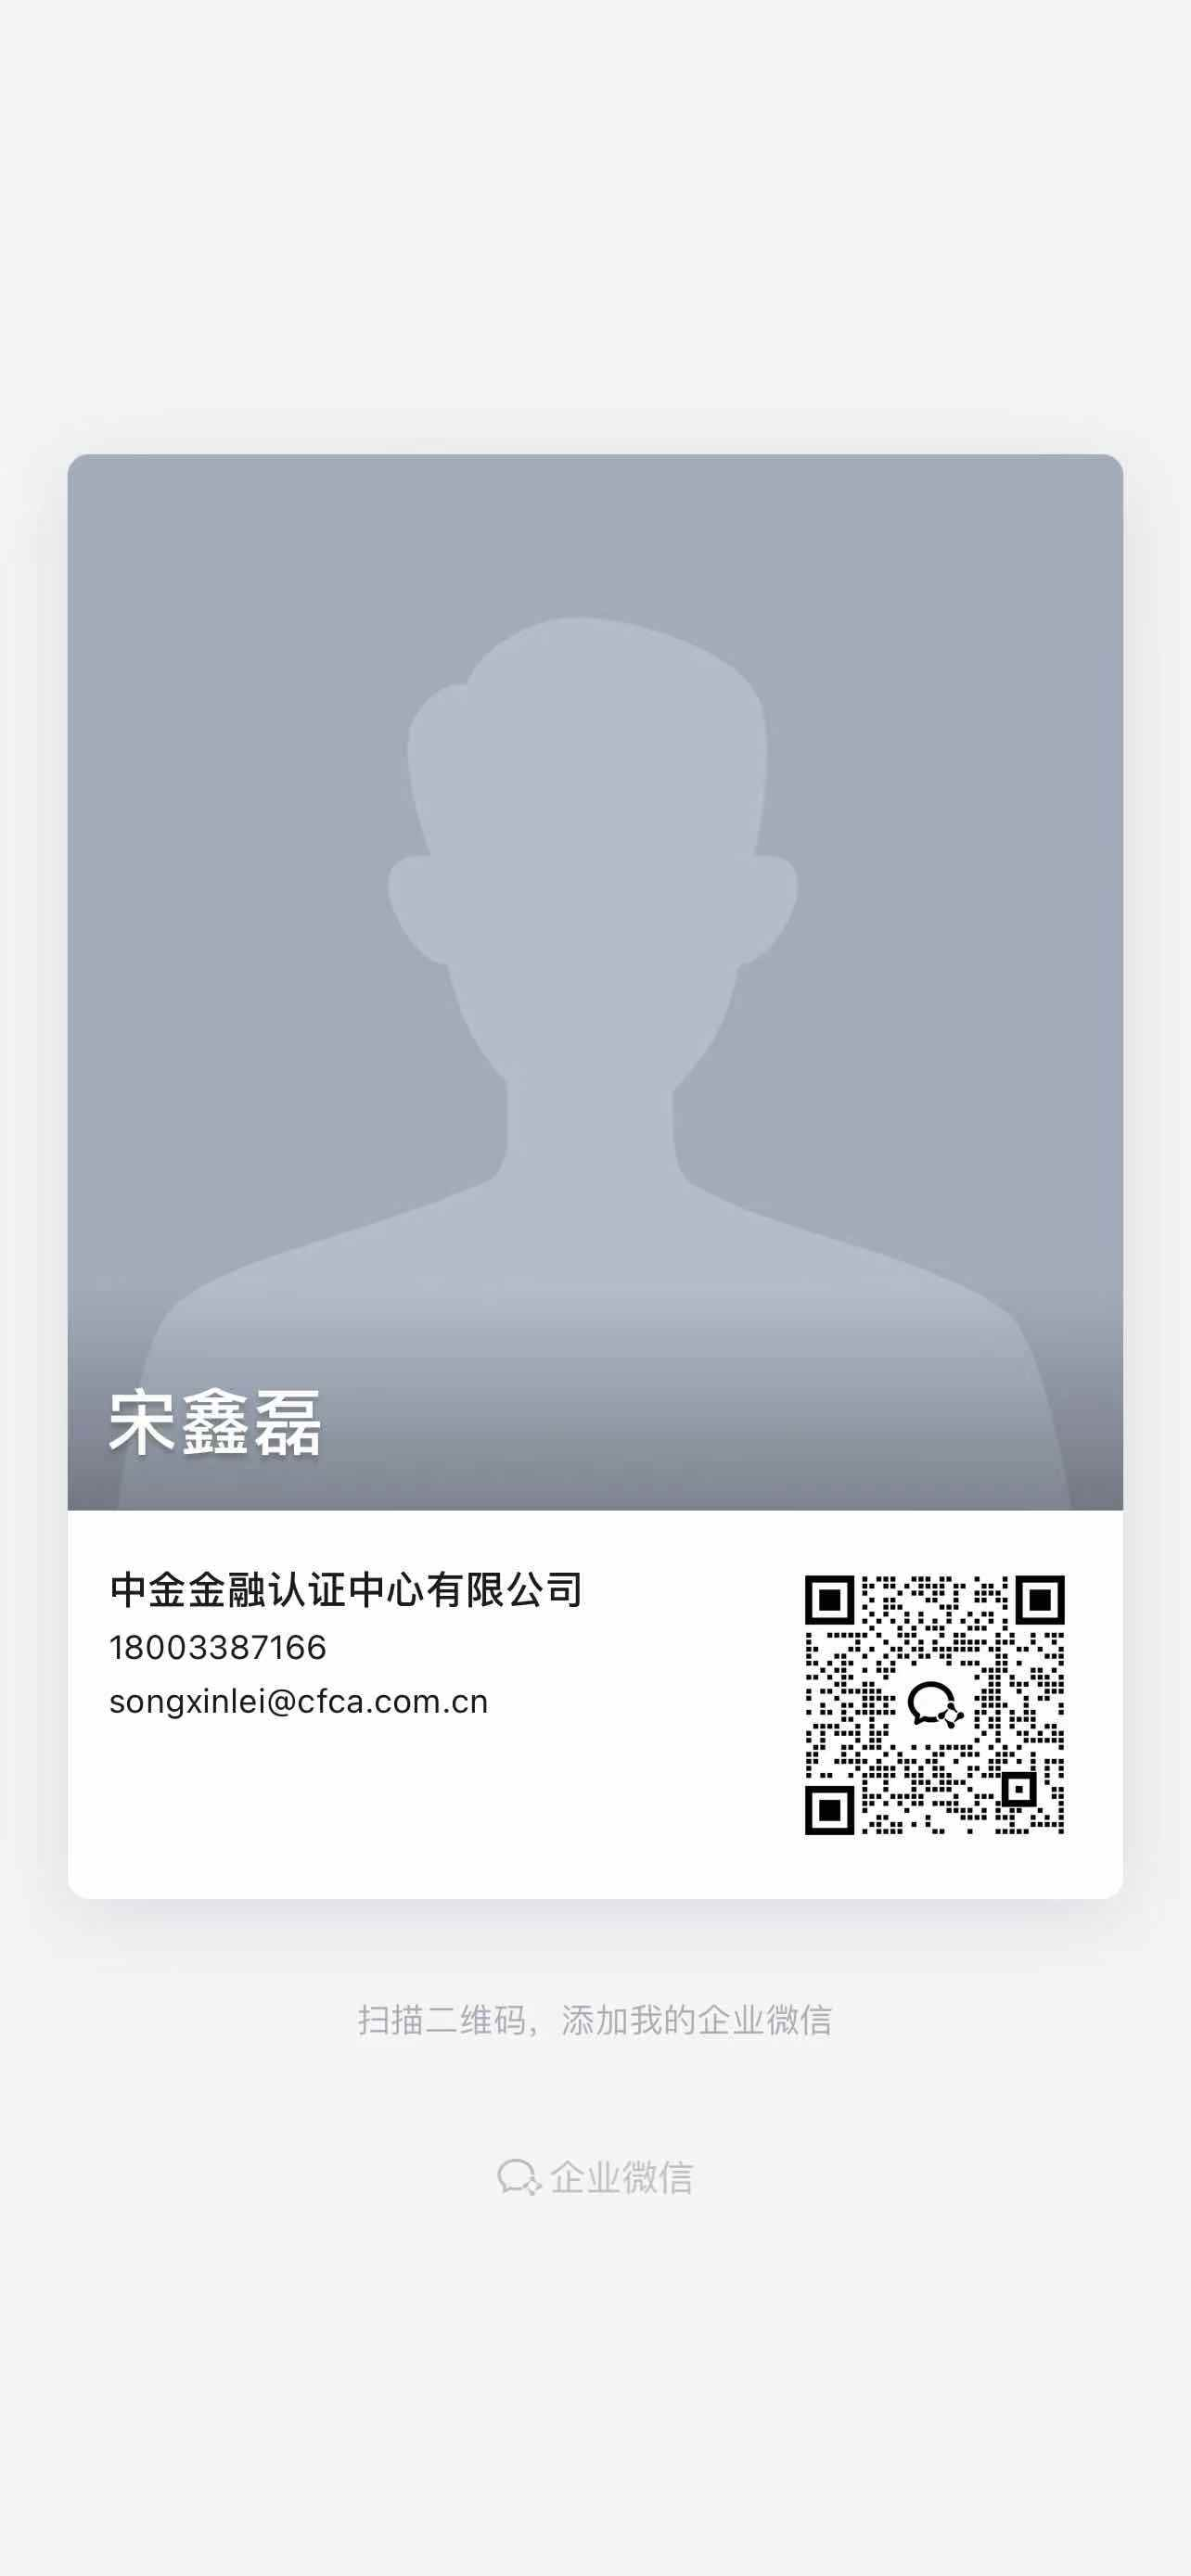 宋鑫磊
中金金融认证中心有限公司
18003387166
songxinlei@cfca.com.cn
扫描二维码，添加我的企业微信
企业微信